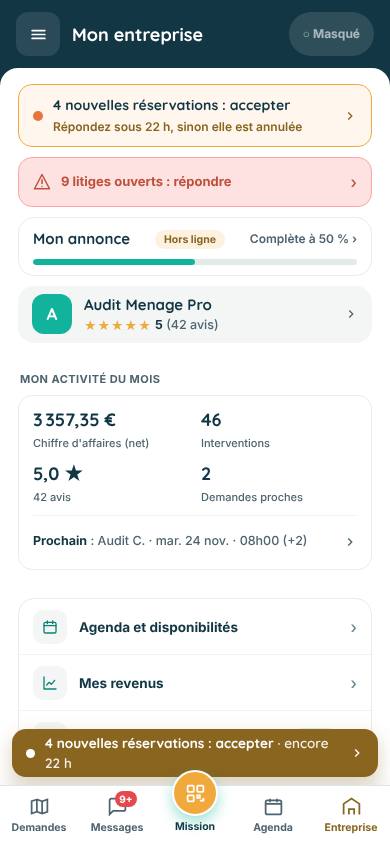 Mon entreprise
○ Masqué
4 nouvelles réservations : accepter
Répondez sous 22 h, sinon elle est annulée
9 litiges ouverts : répondre
Mon annonce
Hors ligne
Complète à 50 % ›
A
Audit Menage Pro
★★★★★ 5 (42 avis)
MON ACTIVITÉ DU MOIS
3 357,35 €
46
Chiffre d'affaires (net)
Interventions
5,0 ★
2
42 avis
Demandes proches
Prochain : Audit C. · mar. 24 nov. · 08h00 (+2)
Agenda et disponibilités
Mes revenus
4 nouvelles réservations : accepter · encore
22 h
9+
Demandes
Messages
Mission
Agenda
Entreprise